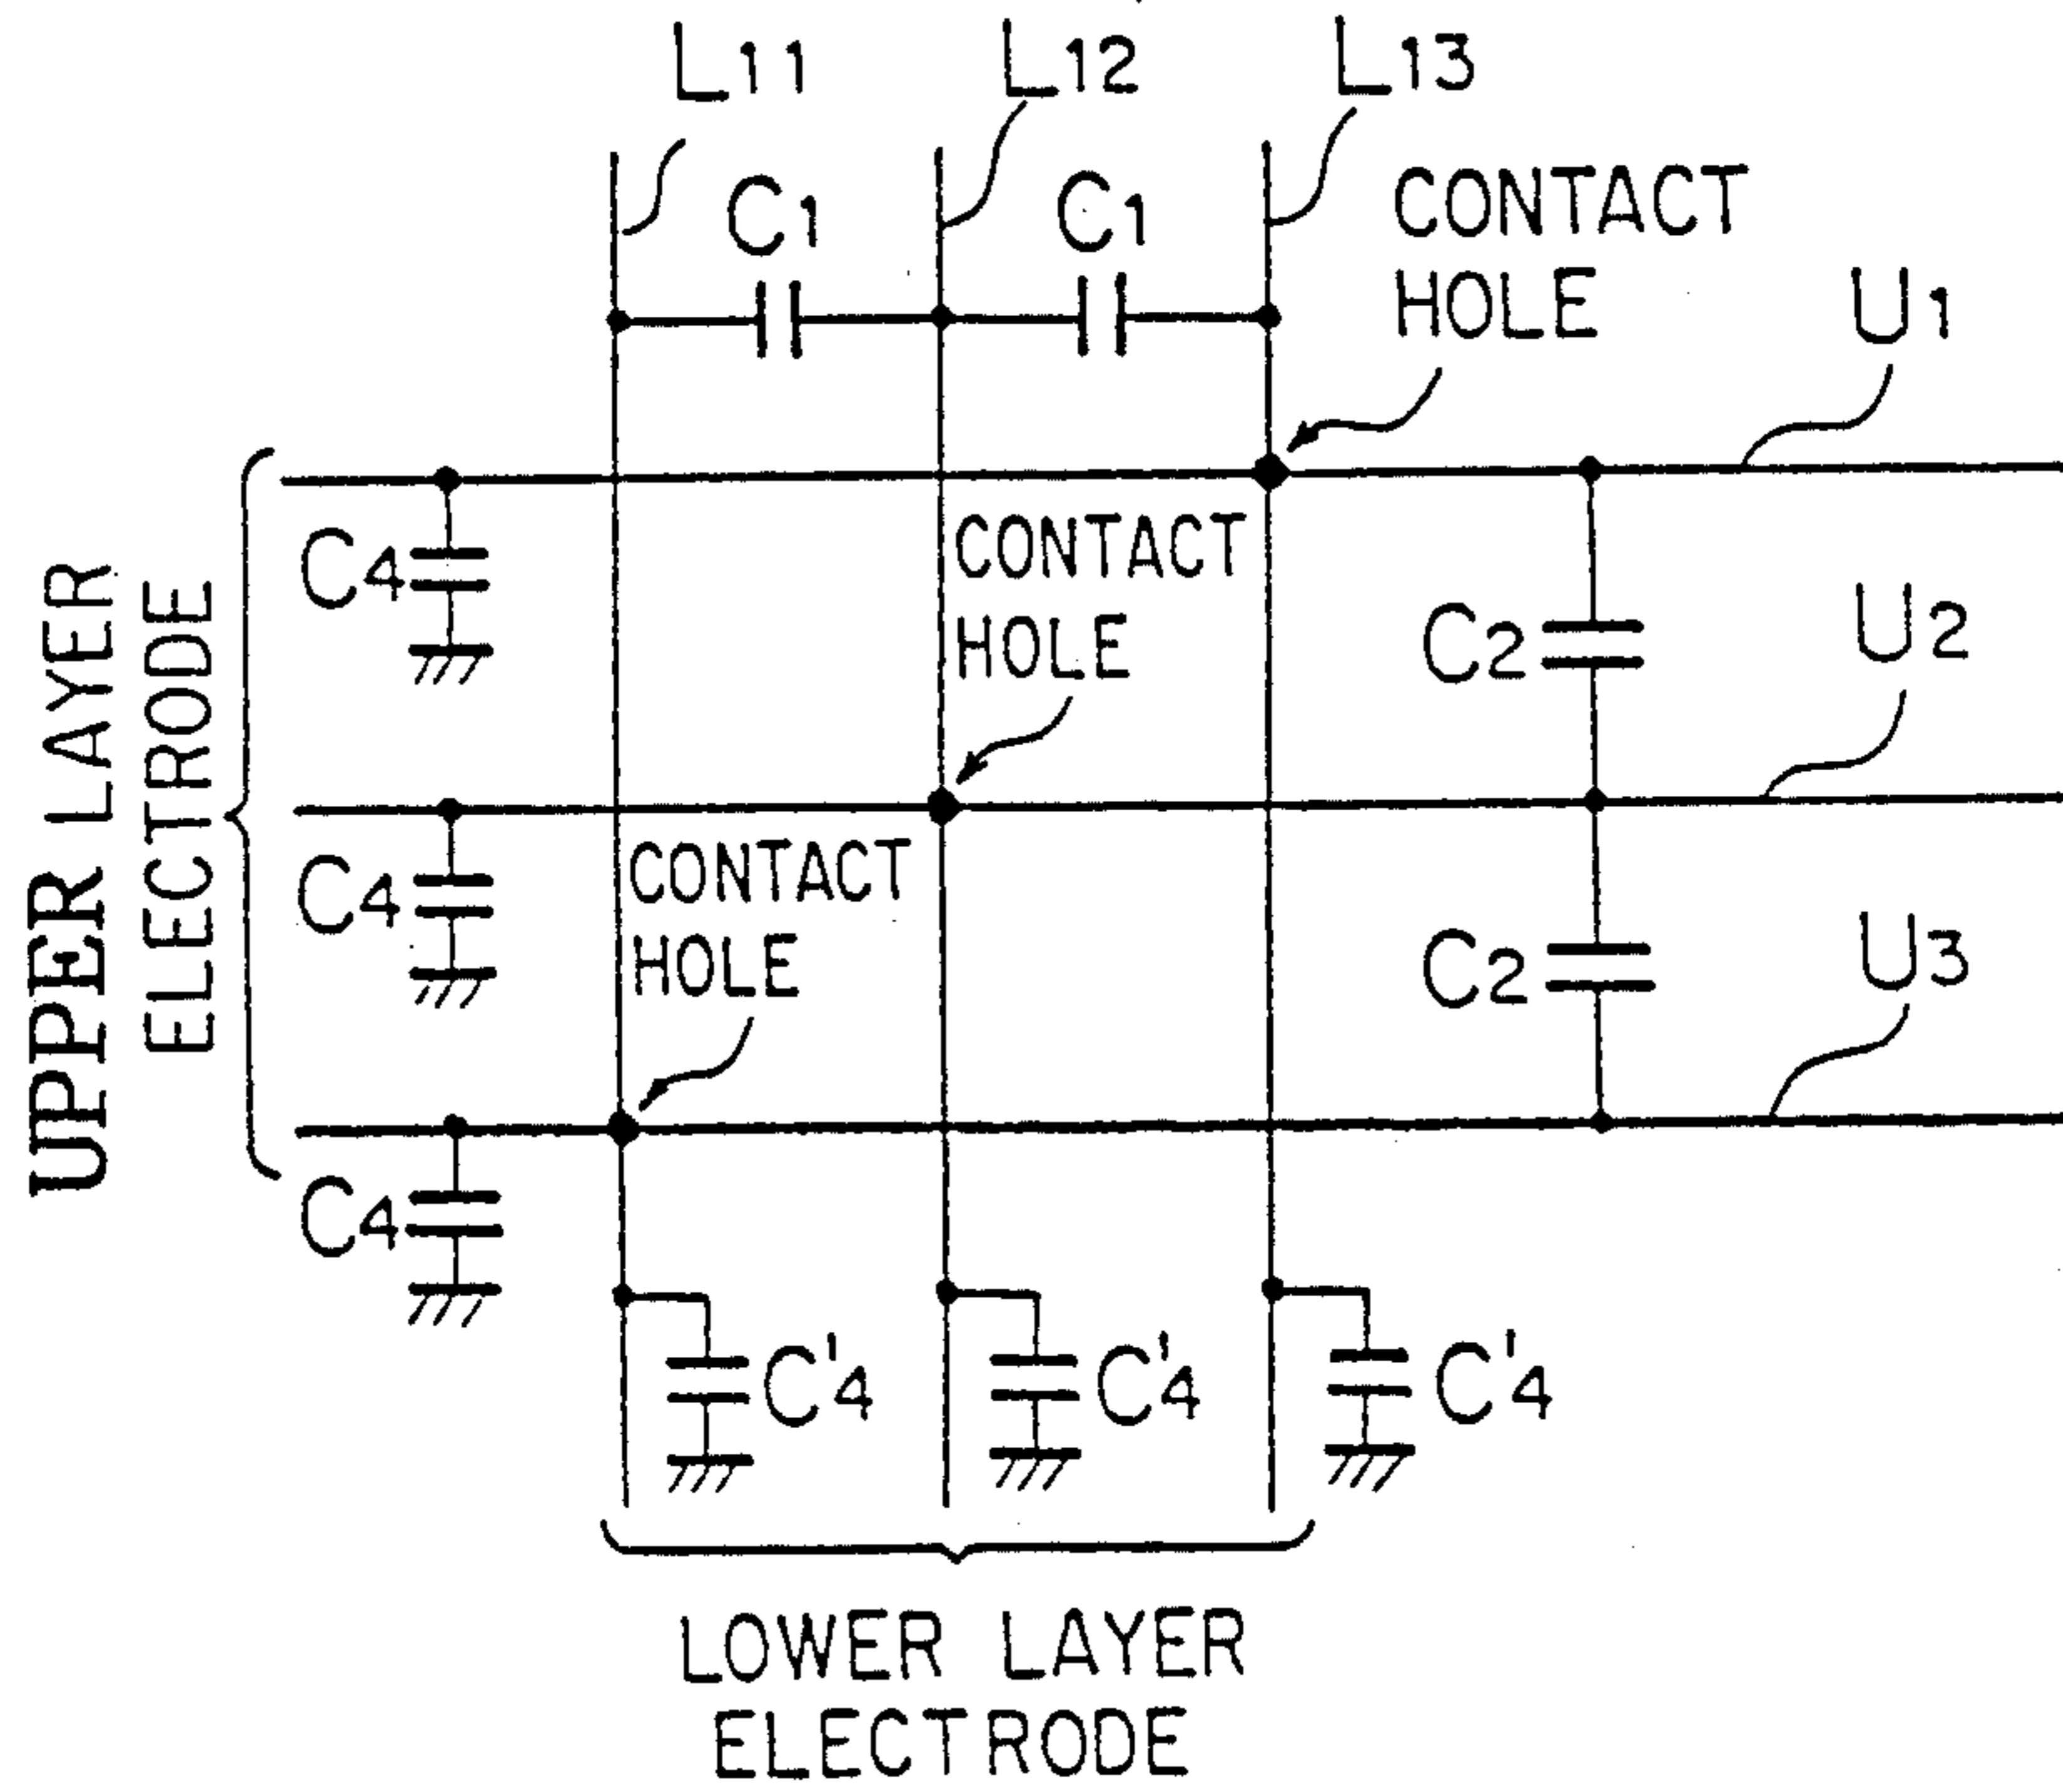 L11 L12 L13
C1 C1
CONTACT
HOLE
U1
UPPER LAYER
ELECTRODE
C4
CONTACT
HOLE
C2
U2
C4
CONTACT
HOLE
C2
U3
C4
C'4 C'4 C'4
LOWER LAYER
ELECTRODE